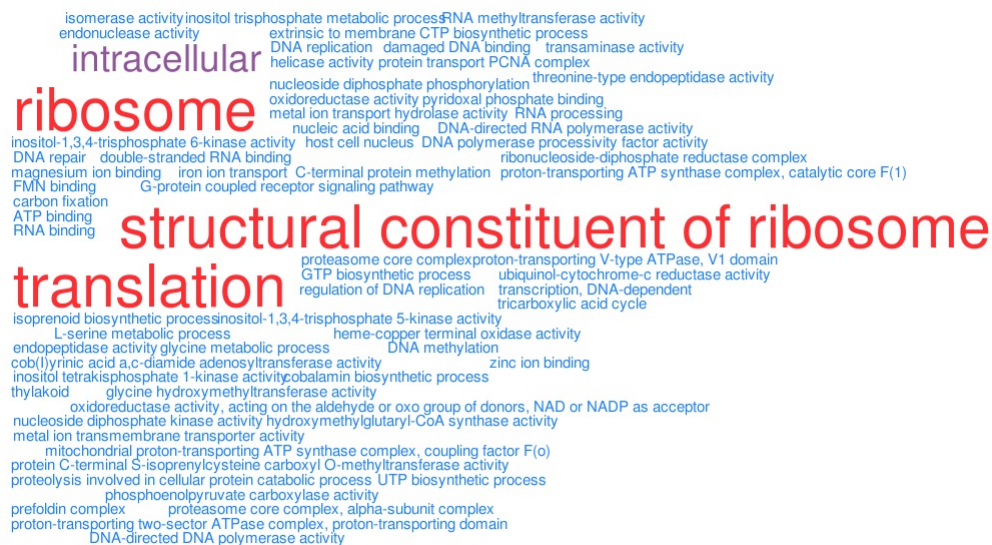 isomerase activity inositol trisphosphate metabolic process RNA methyltransferase activity
endonuclease activity extrinsic to membrane CTP biosynthetic process
intracellular
DNA replication damaged DNA binding transaminase activity
helicase activity protein transport PCNA complex
threonine-type endopeptidase activity
nucleoside diphosphate phosphorylation
ribosome
oxidoreductase activity pyridoxal phosphate binding
metal ion transport hydrolase activity RNA processing
nucleic acid binding DNA-directed RNA polymerase activity
inositol-1,3,4-trisphosphate 6-kinase activity host cell nucleus DNA polymerase processivity factor activity
DNA repair double-stranded RNA binding ribonucleoside-diphosphate reductase complex
magnesium ion binding iron ion transport C-terminal protein methylation proton-transporting ATP synthase complex, catalytic core F(1)
FMN binding G-protein coupled receptor signaling pathway
carbon fixation
ATP binding
RNA binding
structural constituent of ribosome
proteasome core complex proton-transporting V-type ATPase, V1 domain
translation
GTP biosynthetic process ubiquinol-cytochrome-c reductase activity
regulation of DNA replication transcription, DNA-dependent
tricarboxylic acid cycle
isoprenoid biosynthetic process inositol-1,3,4-trisphosphate 5-kinase activity
L-serine metabolic process heme-copper terminal oxidase activity
endopeptidase activity glycine metabolic process DNA methylation
cob(I)yrinic acid a,c-diamide adenosyltransferase activity zinc ion binding
inositol tetrakisphosphate 1-kinase activity cobalamin biosynthetic process
thylakoid glycine hydroxymethyltransferase activity
oxidoreductase activity, acting on the aldehyde or oxo group of donors, NAD or NADP as acceptor
nucleoside diphosphate kinase activity hydroxymethylglutaryl-CoA synthase activity
metal ion transmembrane transporter activity
mitochondrial proton-transporting ATP synthase complex, coupling factor F(o)
protein C-terminal S-isoprenylcysteine carboxyl O-methyltransferase activity
proteolysis involved in cellular protein catabolic process UTP biosynthetic process
phosphoenolpyruvate carboxylase activity
prefoldin complex proteasome core complex, alpha-subunit complex
proton-transporting two-sector ATPase complex, proton-transporting domain
DNA-directed DNA polymerase activity